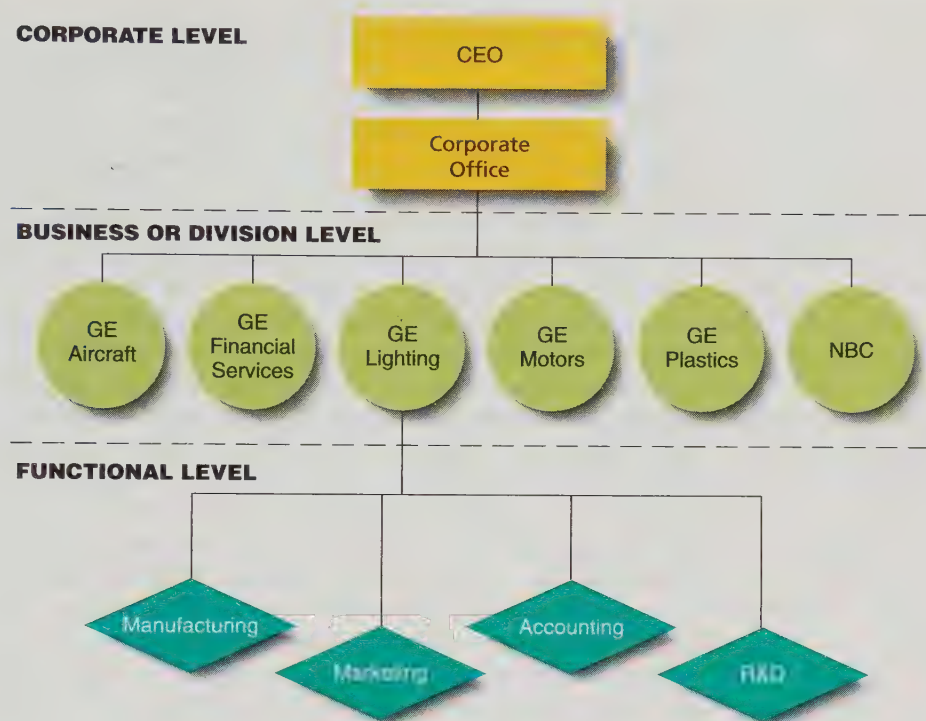 CORPORATE LEVEL
CEO
Corporate
Office
BUSINESS OR DIVISION LEVEL
GE
Aircraft
GE
Financial
Services
GE
Lighting
GE
Motors
GE
Plastics
NBC
FUNCTIONAL LEVEL
Manufacturing
Marketing
Accounting
R&D